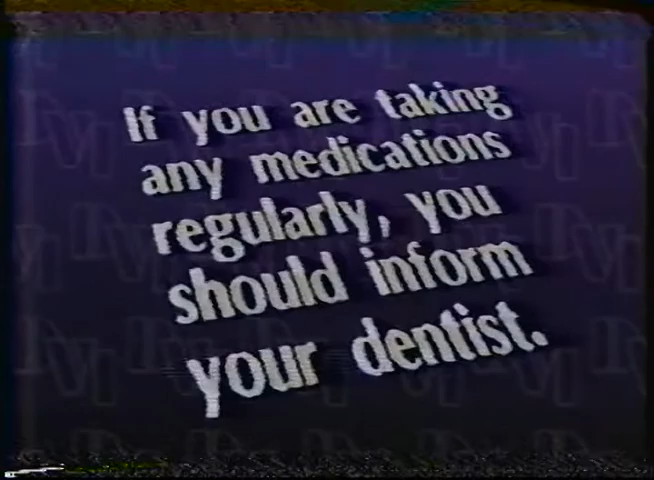 If you are taking
any medications
regularly, you
should inform
your dentist.